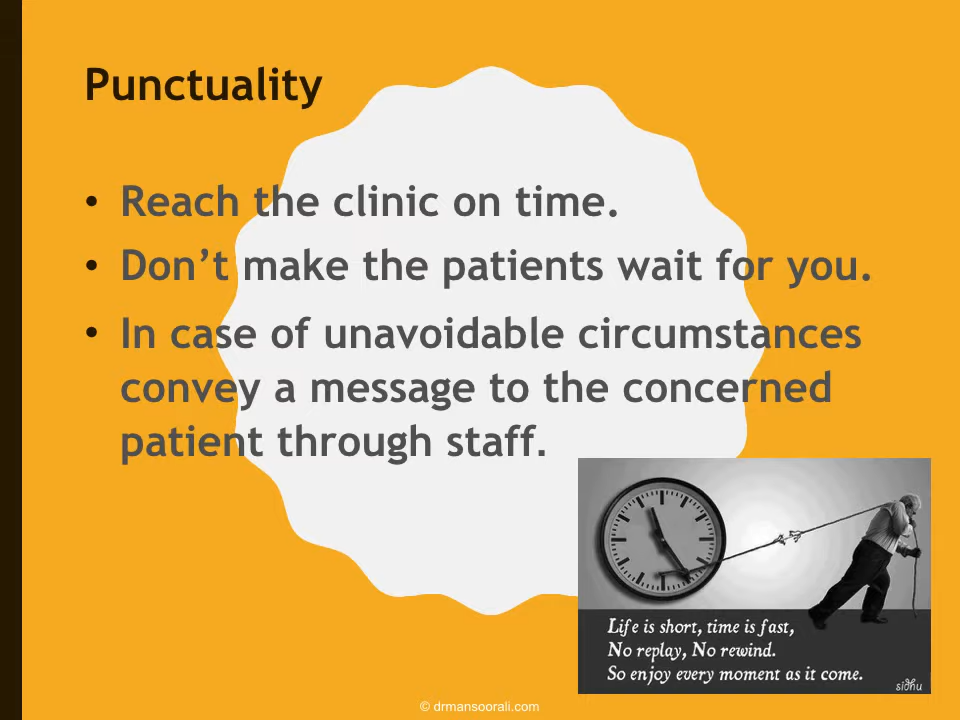 Punctuality
• Reach the clinic on time.
• Don’t make the patients wait for you.
• In case of unavoidable circumstances
convey a message to the concerned
patient through staff.
Life is short, time is fast,
No replay, No rewind.
So enjoy every moment as it come.
sidhu
© drmansoorali.com